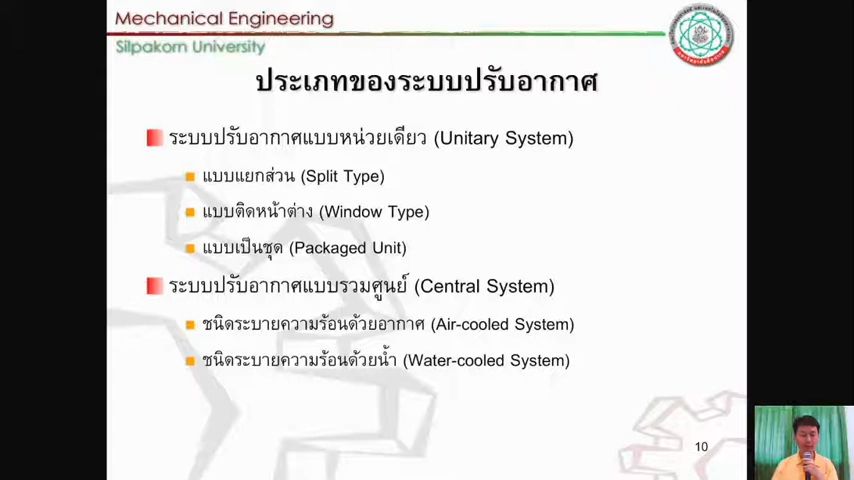 Mechanical Engineering
Silpakorn University
ประเภทของระบบปรับอากาศ
ระบบปรับอากาศแบบหน่วยเดียว (Unitary System)
แบบแยกส่วน (Split Type)
แบบติดหน้าต่าง (Window Type)
แบบเป็นชุด (Packaged Unit)
ระบบปรับอากาศแบบรวมศูนย์ (Central System)
ชนิดระบายความร้อนด้วยอากาศ (Air-cooled System)
ชนิดระบายความร้อนด้วยน้ำ (Water-cooled System)
10